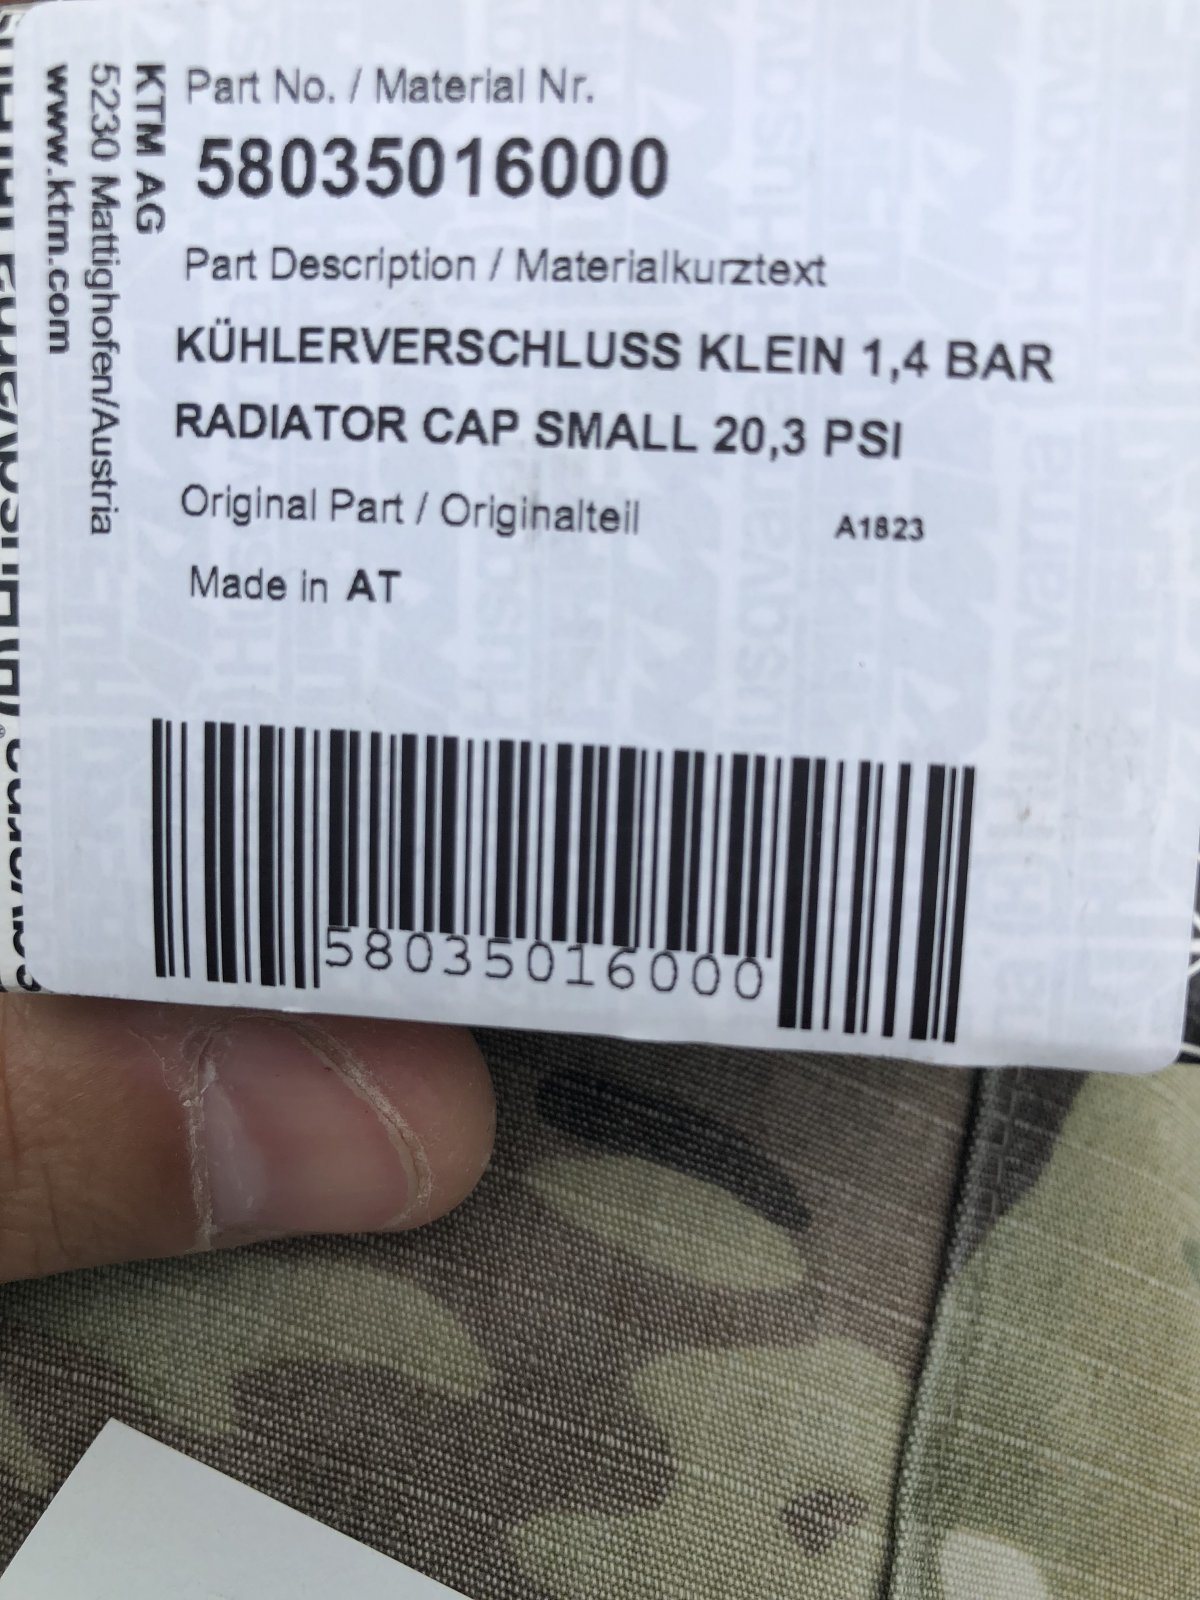 KTM AG
5230 Mattighofen/Austria
www.ktm.com
Part No. / Material Nr.
58035016000
Part Description / Materialkurztext
KÜHLERVERSCHLUSS KLEIN 1,4 BAR
RADIATOR CAP SMALL 20,3 PSI
Original Part / Originalteil
A1823
Made in AT
58035016000